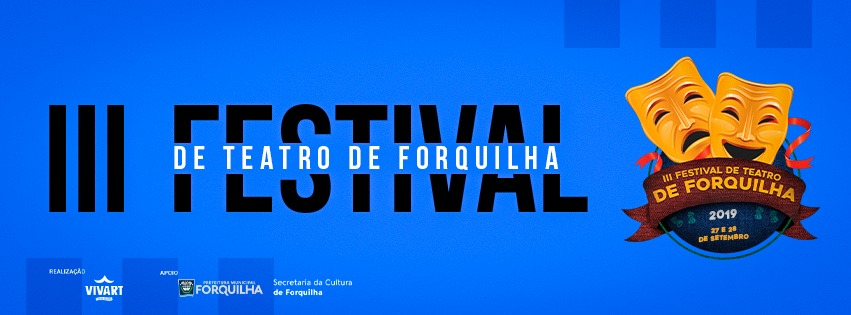 III FESTIVAL
DE TEATRO DE FORQUILHA
III FESTIVAL DE TEATRO
DE FORQUILHA
2019
27 E 28
DE SETEMBRO
REALIZAÇÃO
VIVART
APOIO
PREFEITURA MUNICIPAL
FORQUILHA
Secretaria da Cultura
de Forquilha